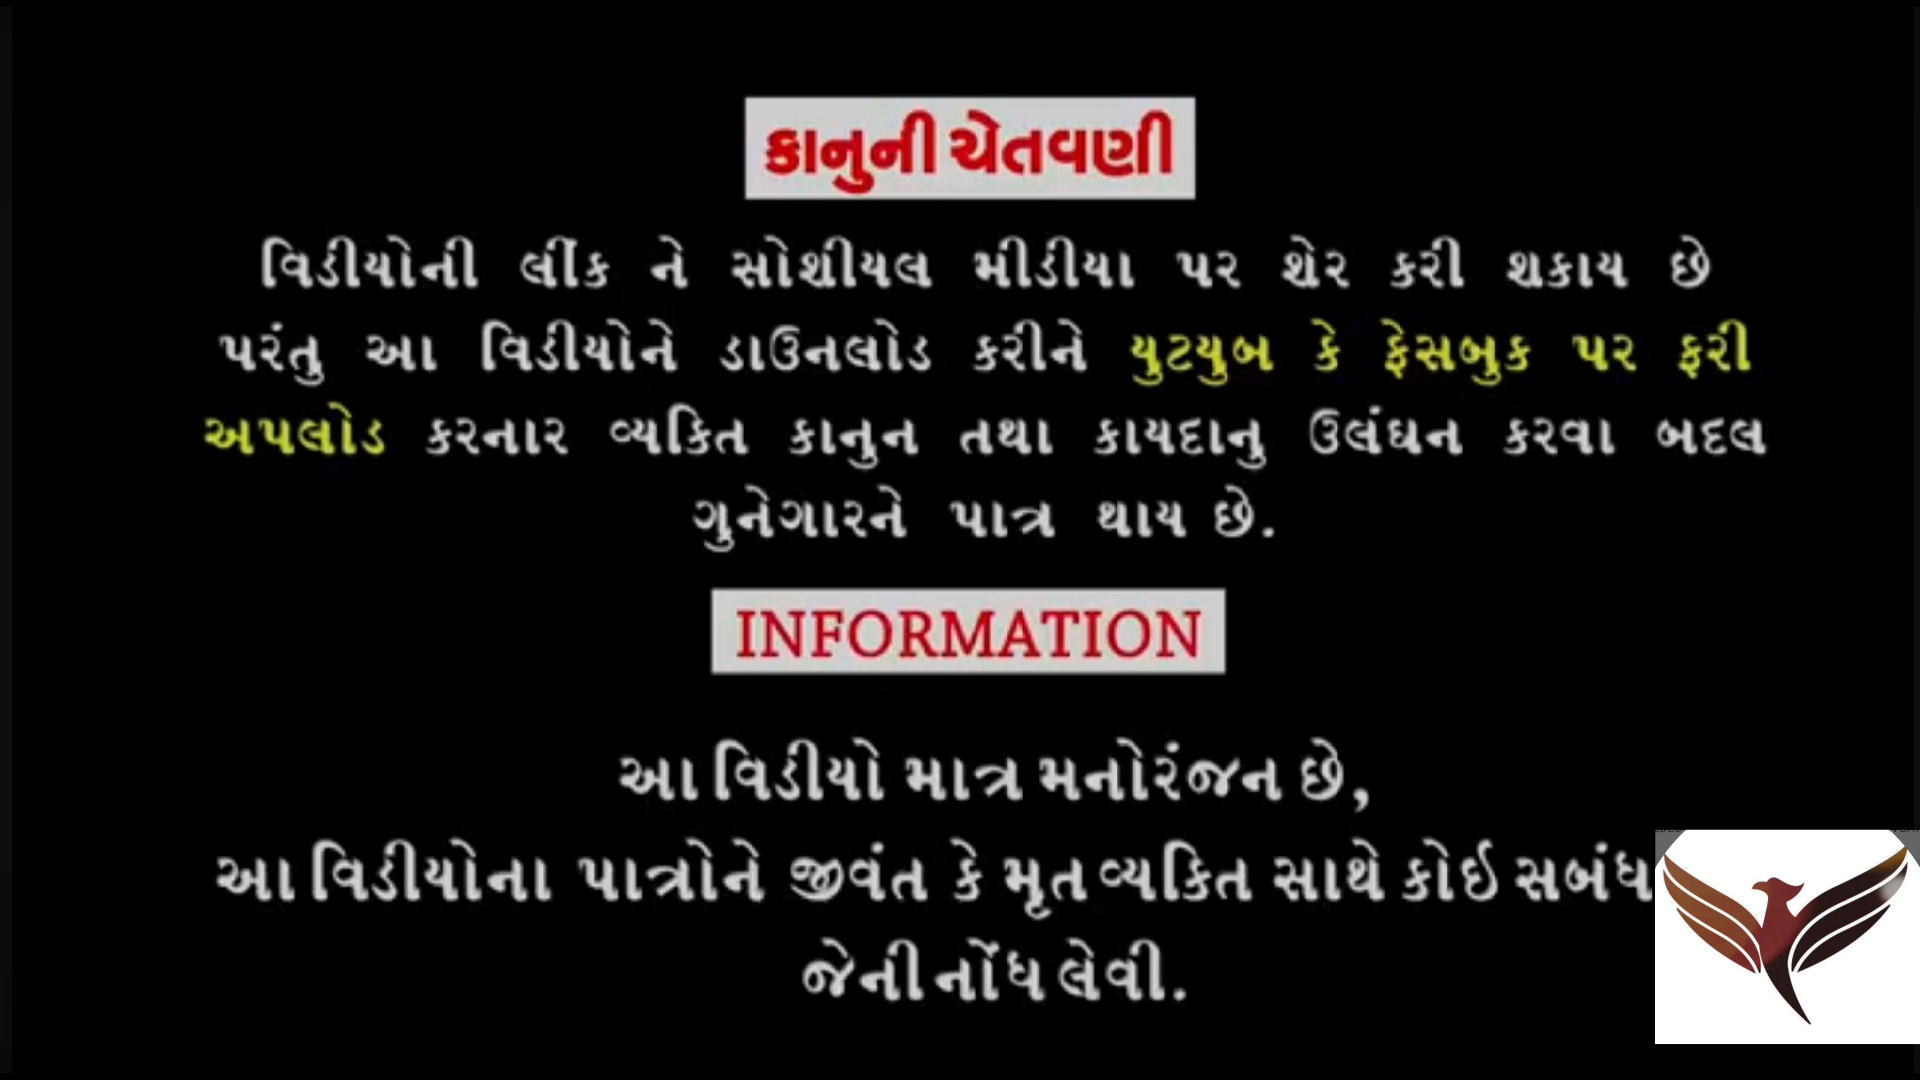 કાનુની ચેતવણી
વિડીયોની લીંક ને સોશીયલ મીડીયા પર શેર કરી શકાય છે
પરંતુ આ વિડીયોને ડાઉનલોડ કરીને યુટયુબ કે ફેસબુક પર ફરી
અપલોડ કરનાર વ્યકિત કાનુન તથા કાયદાનુ ઉલંઘન કરવા બદલ
ગુનેગારને પાત્ર થાય છે.
INFORMATION
આ વિડીયો માત્ર મનોરંજન છે,
આ વિડીયોના પાત્રોને જીવંત કે મૃત વ્યકિત સાથે કોઈ સબંધ
જેની નોંધ લેવી.